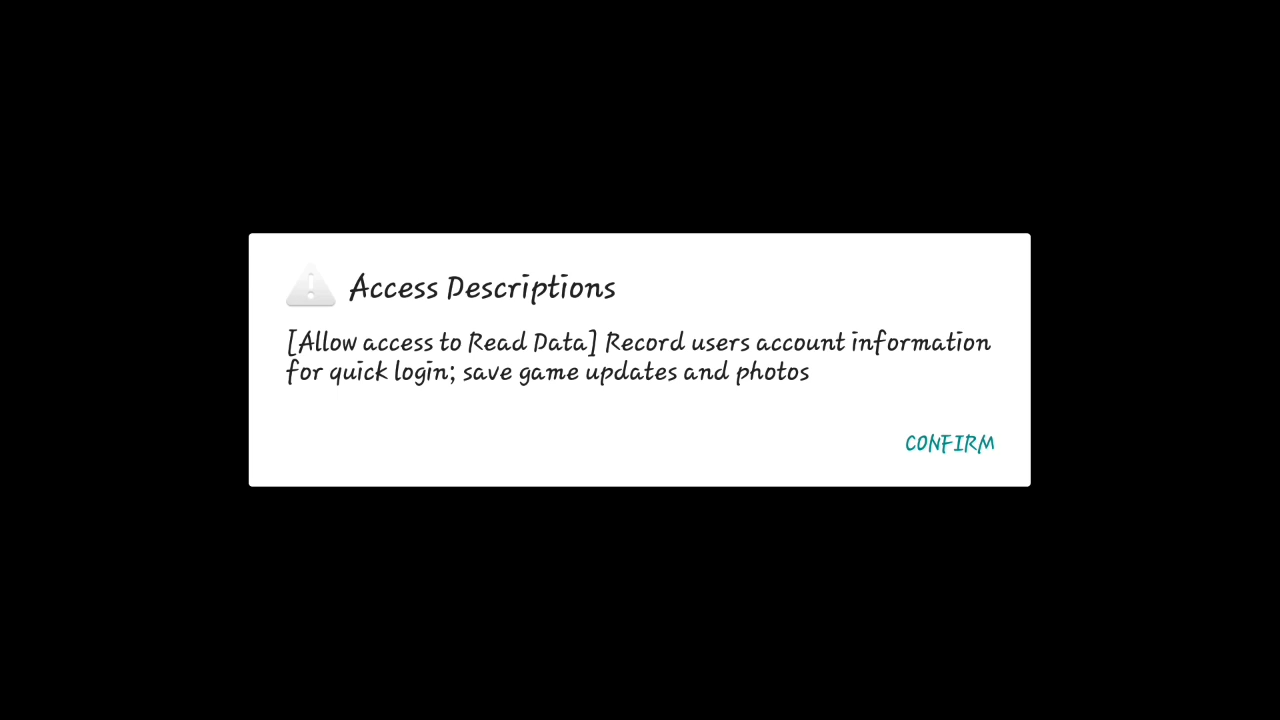 Access Descriptions
[Allow access to Read Data] Record users account information
for quick login; save game updates and photos
CONFIRM